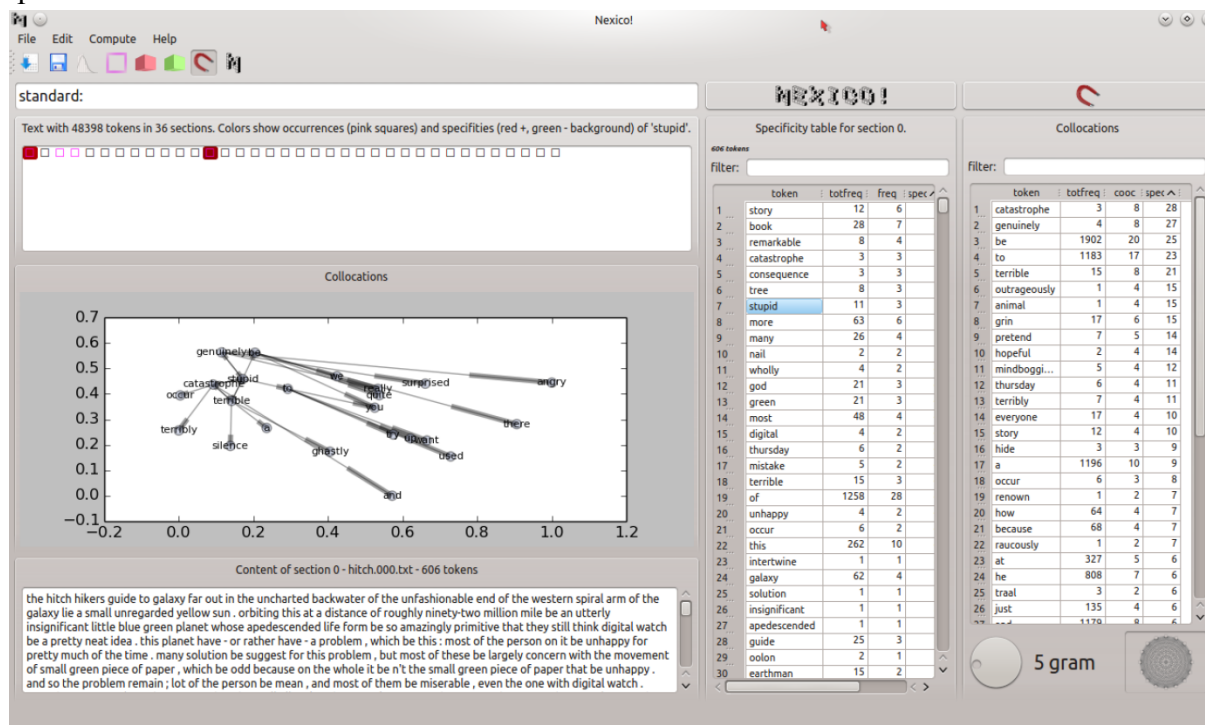 Nexico!
File Edit Compute Help
standard:
NEXICO!
Text with 48398 tokens in 36 sections. Colors show occurrences (pink squares) and specifities (red +, green - background) of 'stupid'.
Specificity table for section 0.
Collocations
606 tokens
filter:
filter:
token totfreq freq spec
1 story 12 6
2 book 28 7
3 remarkable 8 4
4 catastrophe 3 3
5 consequence 3 3
6 tree 8 3
7 stupid 11 3
8 more 63 6
9 many 26 4
10 nail 2 2
11 wholly 4 2
12 god 21 3
13 green 21 3
14 most 48 4
15 digital 4 2
16 thursday 6 2
17 mistake 5 2
18 terrible 15 3
19 of 1258 28
20 unhappy 4 2
21 occur 6 2
22 this 262 10
23 intertwine 1 1
24 galaxy 62 4
25 solution 1 1
26 insignificant 1 1
27 apedescended 1 1
28 guide 25 3
29 oolon 2 1
30 earthman 15 2
token totfreq cooc spec
1 catastrophe 3 8 28
2 genuinely 4 8 27
3 be 1902 20 25
4 to 1183 17 23
5 terrible 15 8 21
6 outrageously 1 4 15
7 animal 1 4 15
8 grin 17 6 15
9 pretend 7 5 14
10 hopeful 2 4 14
11 mindboggi... 5 4 12
12 thursday 6 4 11
13 terribly 7 4 11
14 everyone 17 4 10
15 story 12 4 10
16 hide 3 3 9
17 a 1196 10 9
18 occur 6 3 8
19 renown 1 2 7
20 how 64 4 7
21 because 68 4 7
22 raucously 1 2 7
23 at 327 5 6
24 he 808 7 6
25 traal 3 2 6
26 just 135 4 6
5 gram
Collocations
0.7
0.6
0.5
0.4
0.3
0.2
0.1
0.0
−0.1
−0.2 0.0 0.2 0.4 0.6 0.8 1.0 1.2
genuinely be
stupid we surprised angry
catastrophe to really
occur quite
terrible you
there
terribly a
silence ghastly want
used
and
Content of section 0 - hitch.000.txt - 606 tokens
the hitch hikers guide to galaxy far out in the uncharted backwater of the unfashionable end of the western spiral arm of the
galaxy lie a small unregarded yellow sun . orbiting this at a distance of roughly ninety-two million mile be an utterly
insignificant little blue green planet whose apedescended life form be so amazingly primitive that they still think digital watch
be a pretty neat idea . this planet have - or rather have - a problem , which be this : most of the person on it be unhappy for
pretty much of the time . many solution be suggest for this problem , but most of these be largely concern with the movement
of small green piece of paper , which be odd because on the whole it be n't the small green piece of paper that be unhappy .
and so the problem remain ; lot of the person be mean , and most of them be miserable , even the one with digital watch .